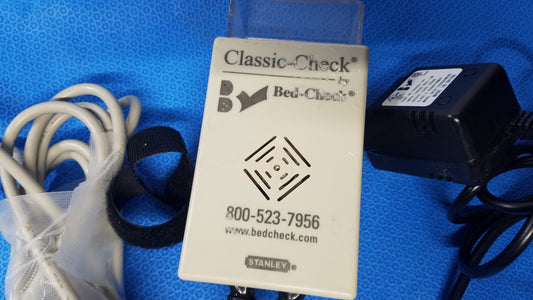 Classic-Check®
by
B Bed-Check®
800-523-7956
www.bedcheck.com
STANLEY®